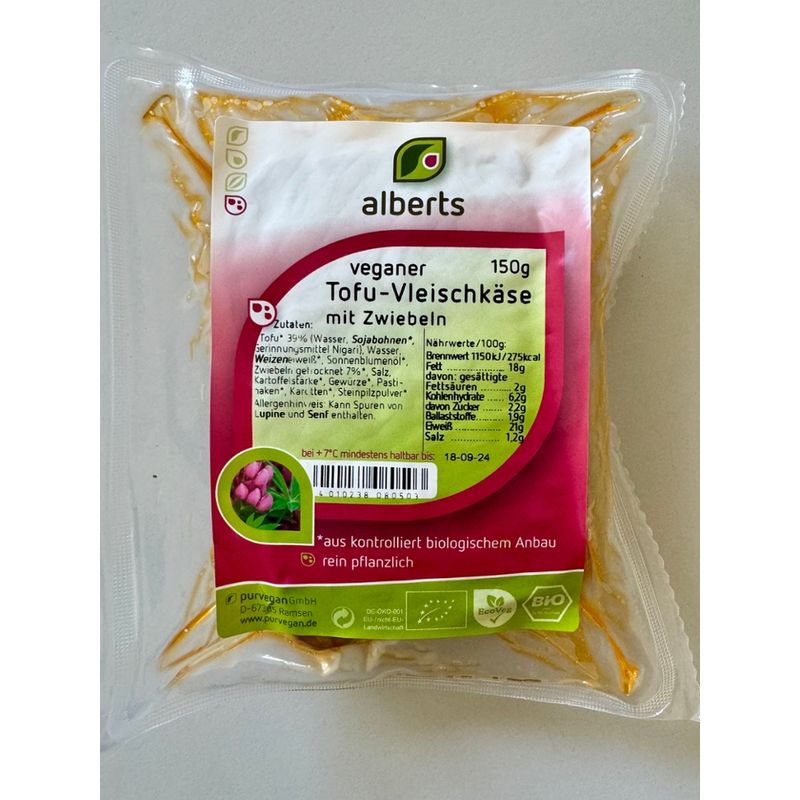 alberts
veganer 150g
Tofu-Vleischkäse
mit Zwiebeln
Zutaten:
Tofu* 39% (Wasser, Sojabohnen*,
Gerinnungsmittel Nigari), Wasser,
Weizeneiweiß*, Sonnenblumenöl*,
Zwiebeln getrocknet 7%*, Salz,
Kartoffelstärke*, Gewürze*, Pasti-
naken*, Karotten*, Steinpilzpulver*
Allergenhinweis: Kann Spuren von
Lupine und Senf enthalten.
Nährwerte/100g:
Brennwert 1150kJ/275kcal
Fett 18g
davon: gesättigte
Fettsäuren 2g
Kohlenhydrate 6,2g
davon Zucker 2,2g
Ballaststoffe 1,9g
Eiweiß 21g
Salz 1,2g
bei +7°C mindestens haltbar bis: 18-09-24
4 010238 080503
*aus kontrolliert biologischem Anbau
rein pflanzlich
purvegan GmbH
D-67305 Ramsen
www.purvegan.de
DE-ÖKO-001
EU-/nicht-EU-
Landwirtschaft
EcoVeg
BIO